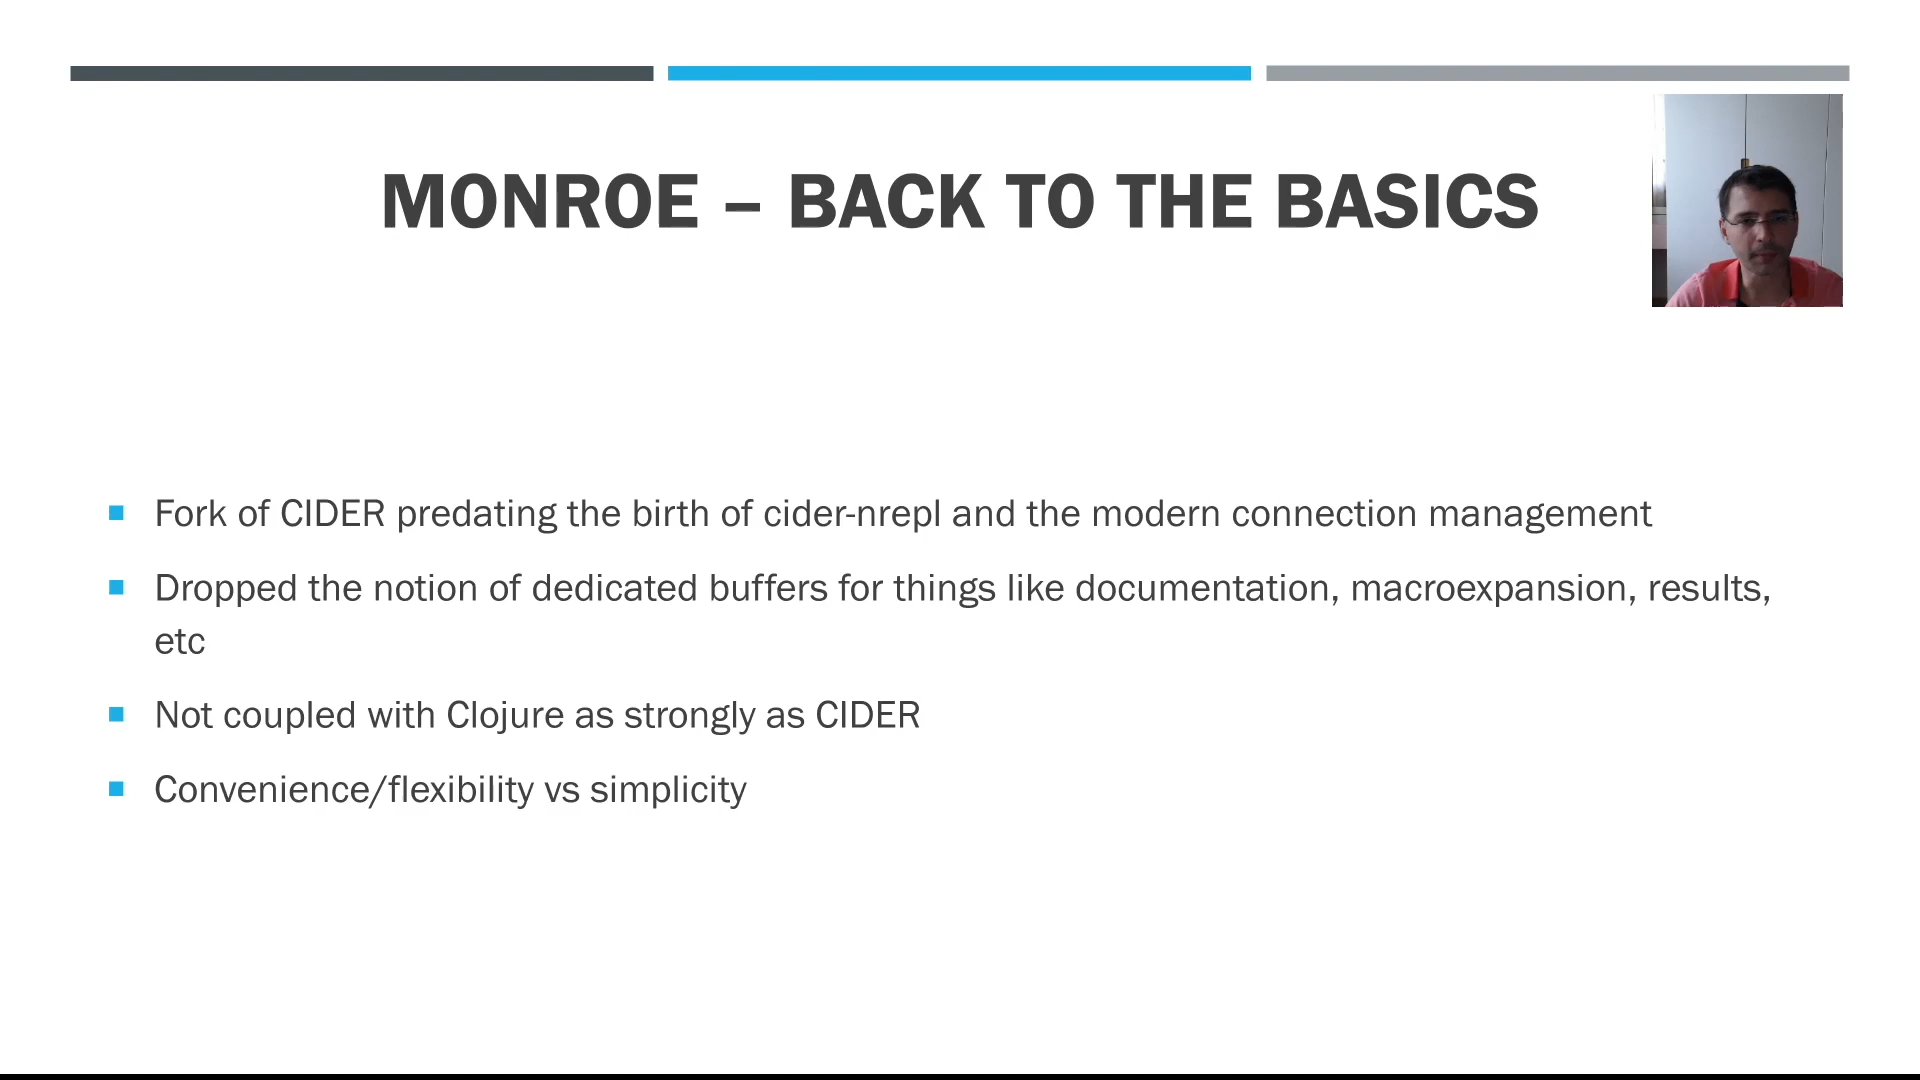 MONROE – BACK TO THE BASICS
Fork of CIDER predating the birth of cider-nrepl and the modern connection management
Dropped the notion of dedicated buffers for things like documentation, macroexpansion, results,
etc
Not coupled with Clojure as strongly as CIDER
Convenience/flexibility vs simplicity